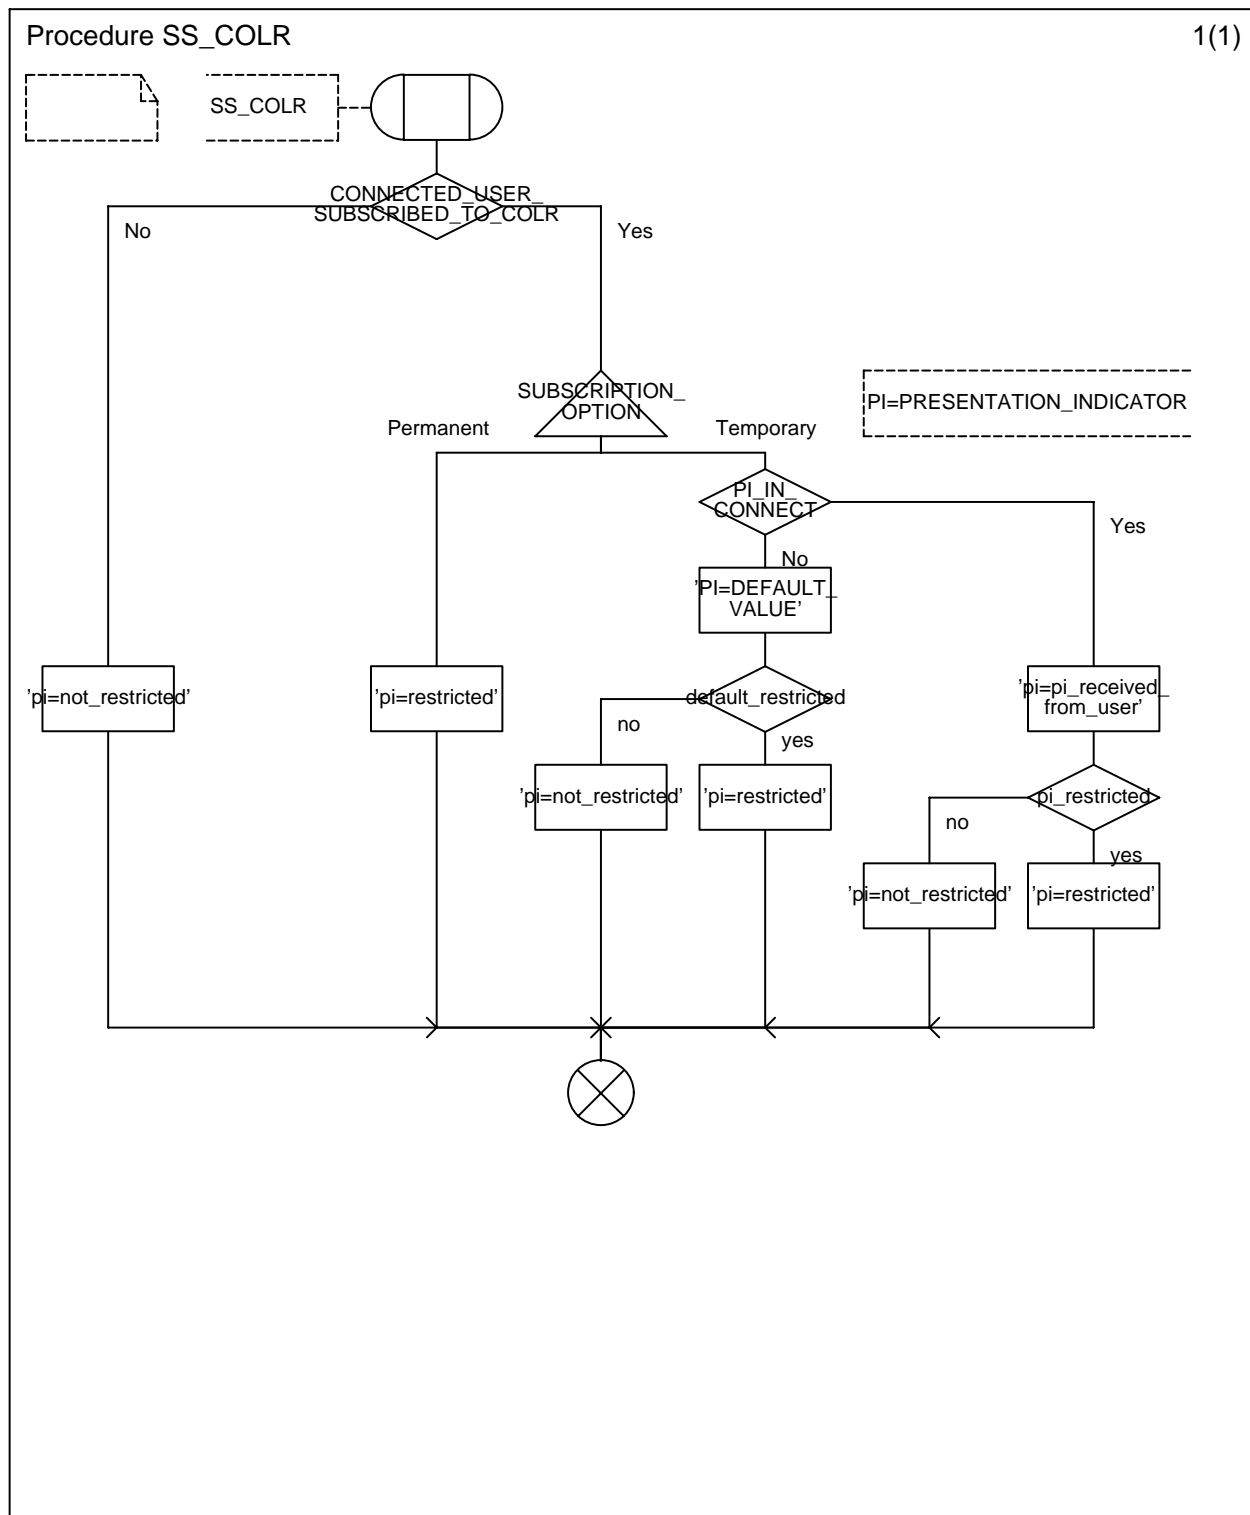 Procedure SS_COLR
1(1)
SS_COLR
CONNECTED_USER_
SUBSCRIBED_TO_COLR
No
Yes
SUBSCRIPTION_
OPTION
PI=PRESENTATION_INDICATOR
Permanent
Temporary
PI_IN_
CONNECT
Yes
No
'PI=DEFAULT_
VALUE'
'pi=not_restricted'
'pi=restricted'
default_restricted
'pi=pi_received_
from_user'
no
yes
'pi=not_restricted'
'pi=restricted'
pi_restricted
no
yes
'pi=not_restricted'
'pi=restricted'